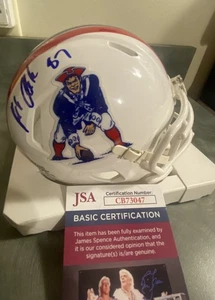 87
JSA
Certification Number
CB73047
BASIC CERTIFICATION
This item has been fully examined by
James Spence Authentication, and
it is our considered opinion that the
signature(s) is/are genuine.